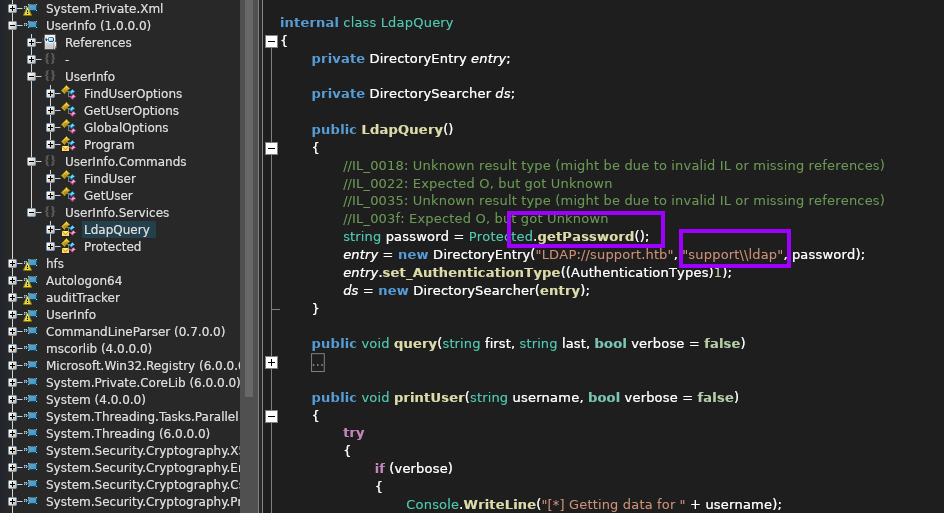 System.Private.Xml
UserInfo (1.0.0.0)
References
-
UserInfo
FindUserOptions
GetUserOptions
GlobalOptions
Program
UserInfo.Commands
FindUser
GetUser
UserInfo.Services
LdapQuery
Protected
hfs
Autologon64
auditTracker
UserInfo
CommandLineParser (0.7.0.0)
mscorlib (4.0.0.0)
Microsoft.Win32.Registry (6.0.0.
System.Private.CoreLib (6.0.0.0)
System (4.0.0.0)
System.Threading.Tasks.Parallel
System.Threading (6.0.0.0)
System.Security.Cryptography.X
System.Security.Cryptography.E
System.Security.Cryptography.C
System.Security.Cryptography.P
internal class LdapQuery
{
private DirectoryEntry entry;
private DirectorySearcher ds;
public LdapQuery()
{
//IL_0018: Unknown result type (might be due to invalid IL or missing references)
//IL_0022: Expected O, but got Unknown
//IL_0035: Unknown result type (might be due to invalid IL or missing references)
//IL_003f: Expected O, but got Unknown
string password = Protected.getPassword();
entry = new DirectoryEntry("LDAP://support.htb", "support\\ldap", password);
entry.set_AuthenticationType((AuthenticationTypes)1);
ds = new DirectorySearcher(entry);
}
public void query(string first, string last, bool verbose = false)
...
public void printUser(string username, bool verbose = false)
{
try
{
if (verbose)
{
Console.WriteLine("[*] Getting data for " + username);